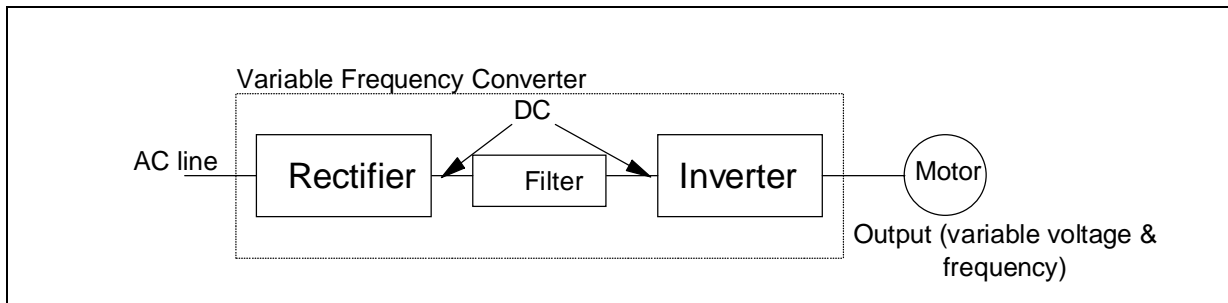 Variable Frequency Converter
DC
AC line
Rectifier
Filter
Inverter
Motor
Output (variable voltage &
frequency)